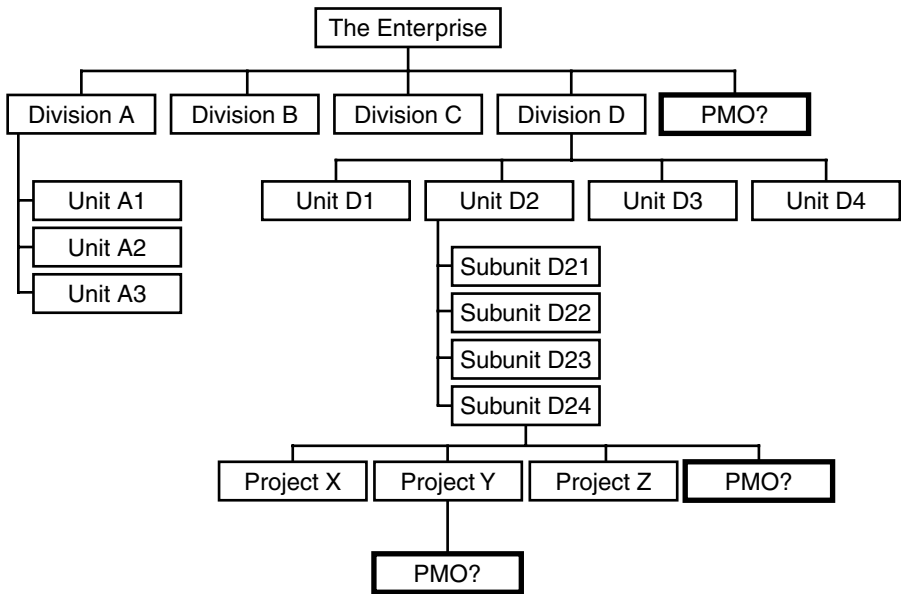 The Enterprise
Division A
Division B
Division C
Division D
PMO?
Unit A1
Unit A2
Unit A3
Unit D1
Unit D2
Unit D3
Unit D4
Subunit D21
Subunit D22
Subunit D23
Subunit D24
Project X
Project Y
Project Z
PMO?
PMO?